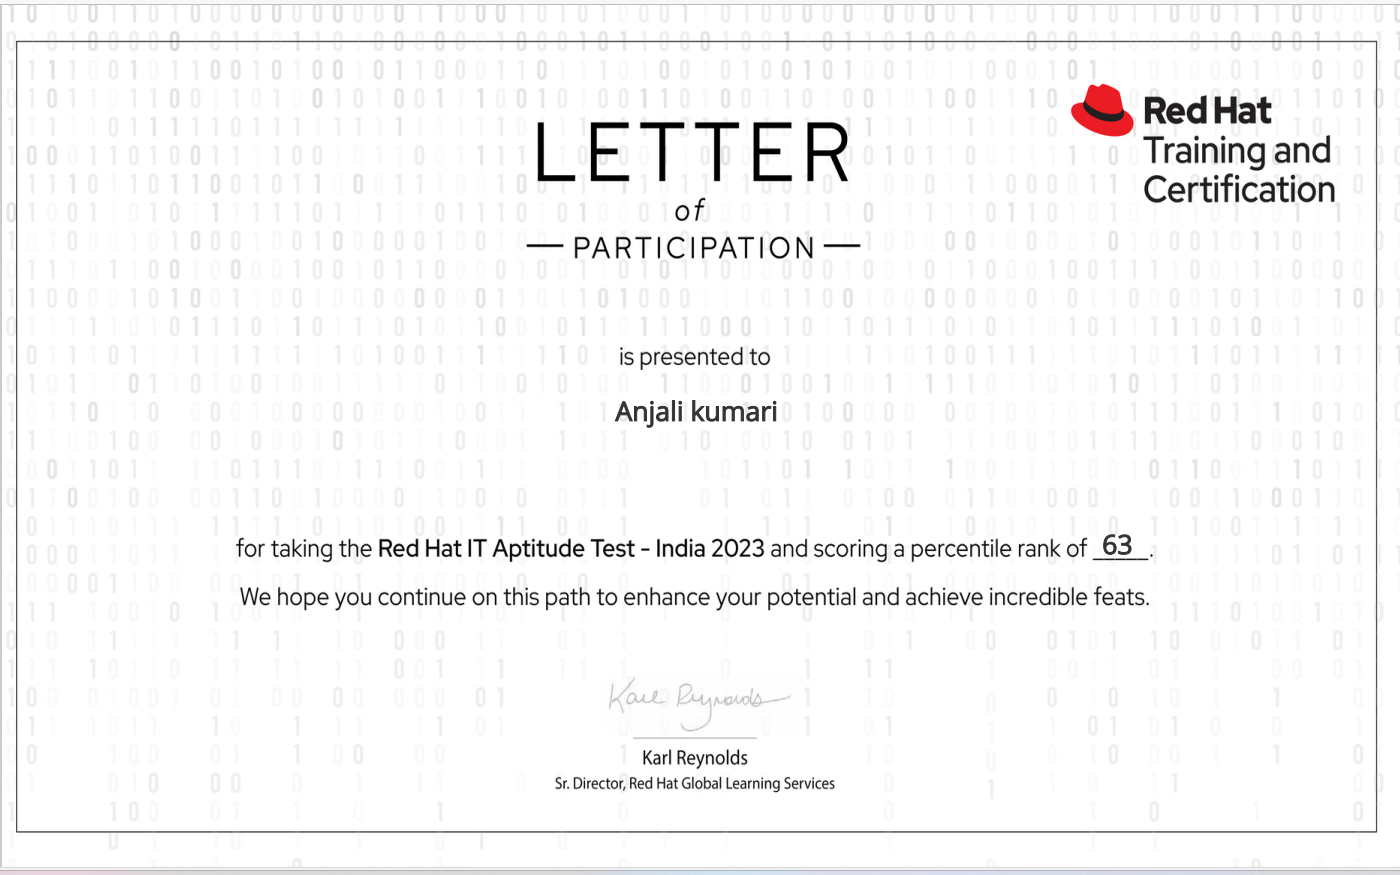 Red Hat
Training and
Certification
LETTER
of
PARTICIPATION
is presented to
Anjali kumari
for taking the Red Hat IT Aptitude Test - India 2023 and scoring a percentile rank of 63.
We hope you continue on this path to enhance your potential and achieve incredible feats.
Karl Reynolds
Karl Reynolds
Sr. Director, Red Hat Global Learning Services